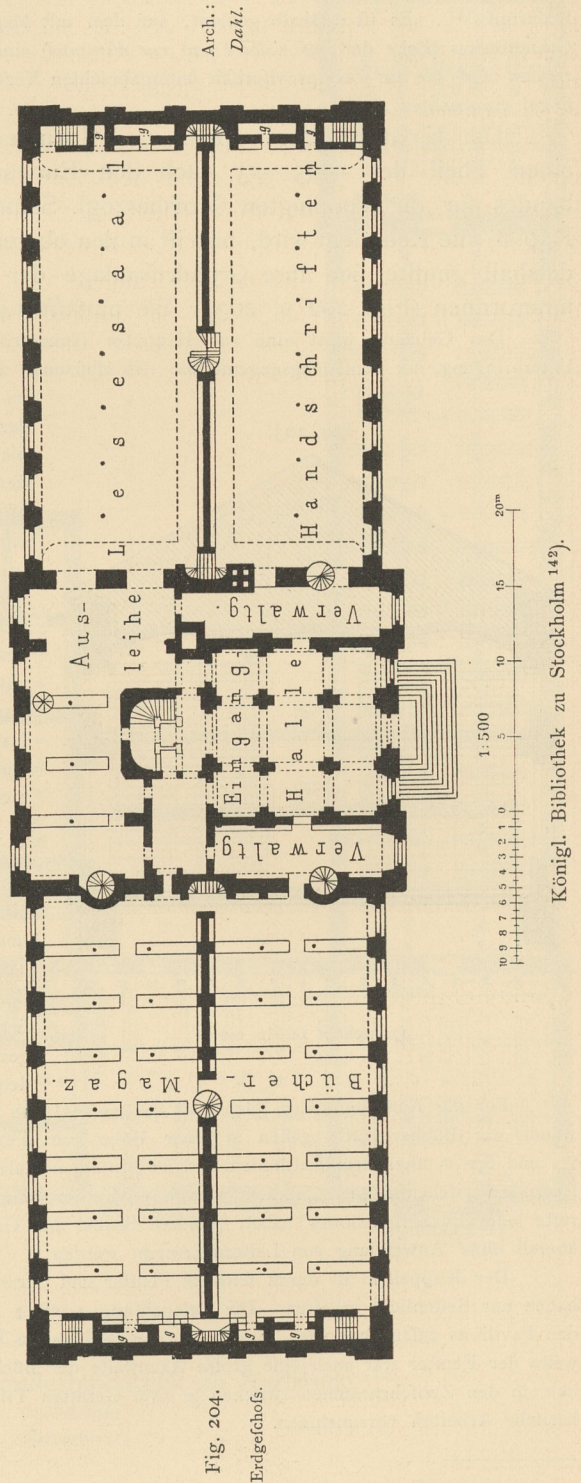 Fig. 204.
Erdgeſchoſs.
Arch.:
Dahl.
Bücher-
Magaz.
Verwaltg
Eingang.
Halle
Verwaltg.
Aus-
leihe
Leſeſaal
Handſchriften
g
g
g
g
g
g
g
g
1:500
10 9 8 7 6 5 4 3 2 1 0 5 10 15 20m
Königl. Bibliothek zu Stockholm 142).